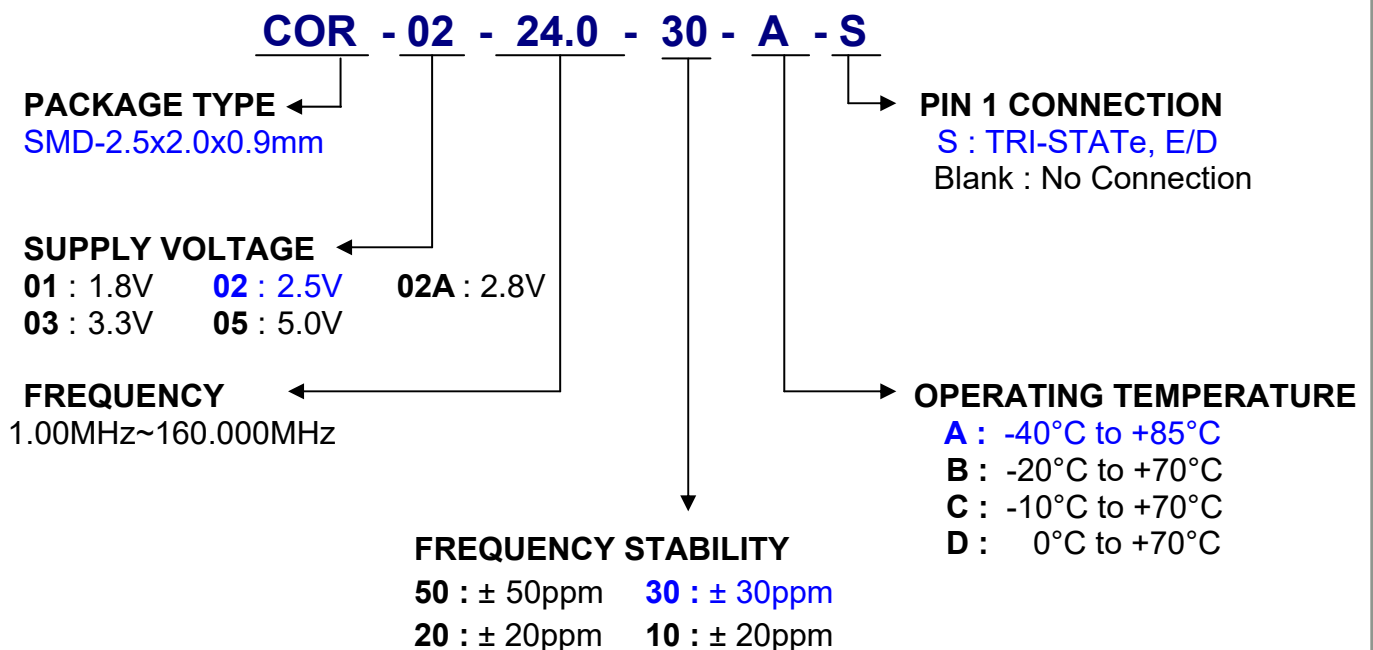 COR - 02 - 24.0 - 30 - A - S
PACKAGE TYPE
SMD-2.5x2.0x0.9mm
PIN 1 CONNECTION
S : TRI-STATe, E/D
Blank : No Connection
SUPPLY VOLTAGE
01 : 1.8V 02 : 2.5V 02A : 2.8V
03 : 3.3V 05 : 5.0V
FREQUENCY
1.00MHz~160.000MHz
OPERATING TEMPERATURE
A : -40°C to +85°C
B : -20°C to +70°C
C : -10°C to +70°C
D : 0°C to +70°C
FREQUENCY STABILITY
50 : ± 50ppm 30 : ± 30ppm
20 : ± 20ppm 10 : ± 20ppm